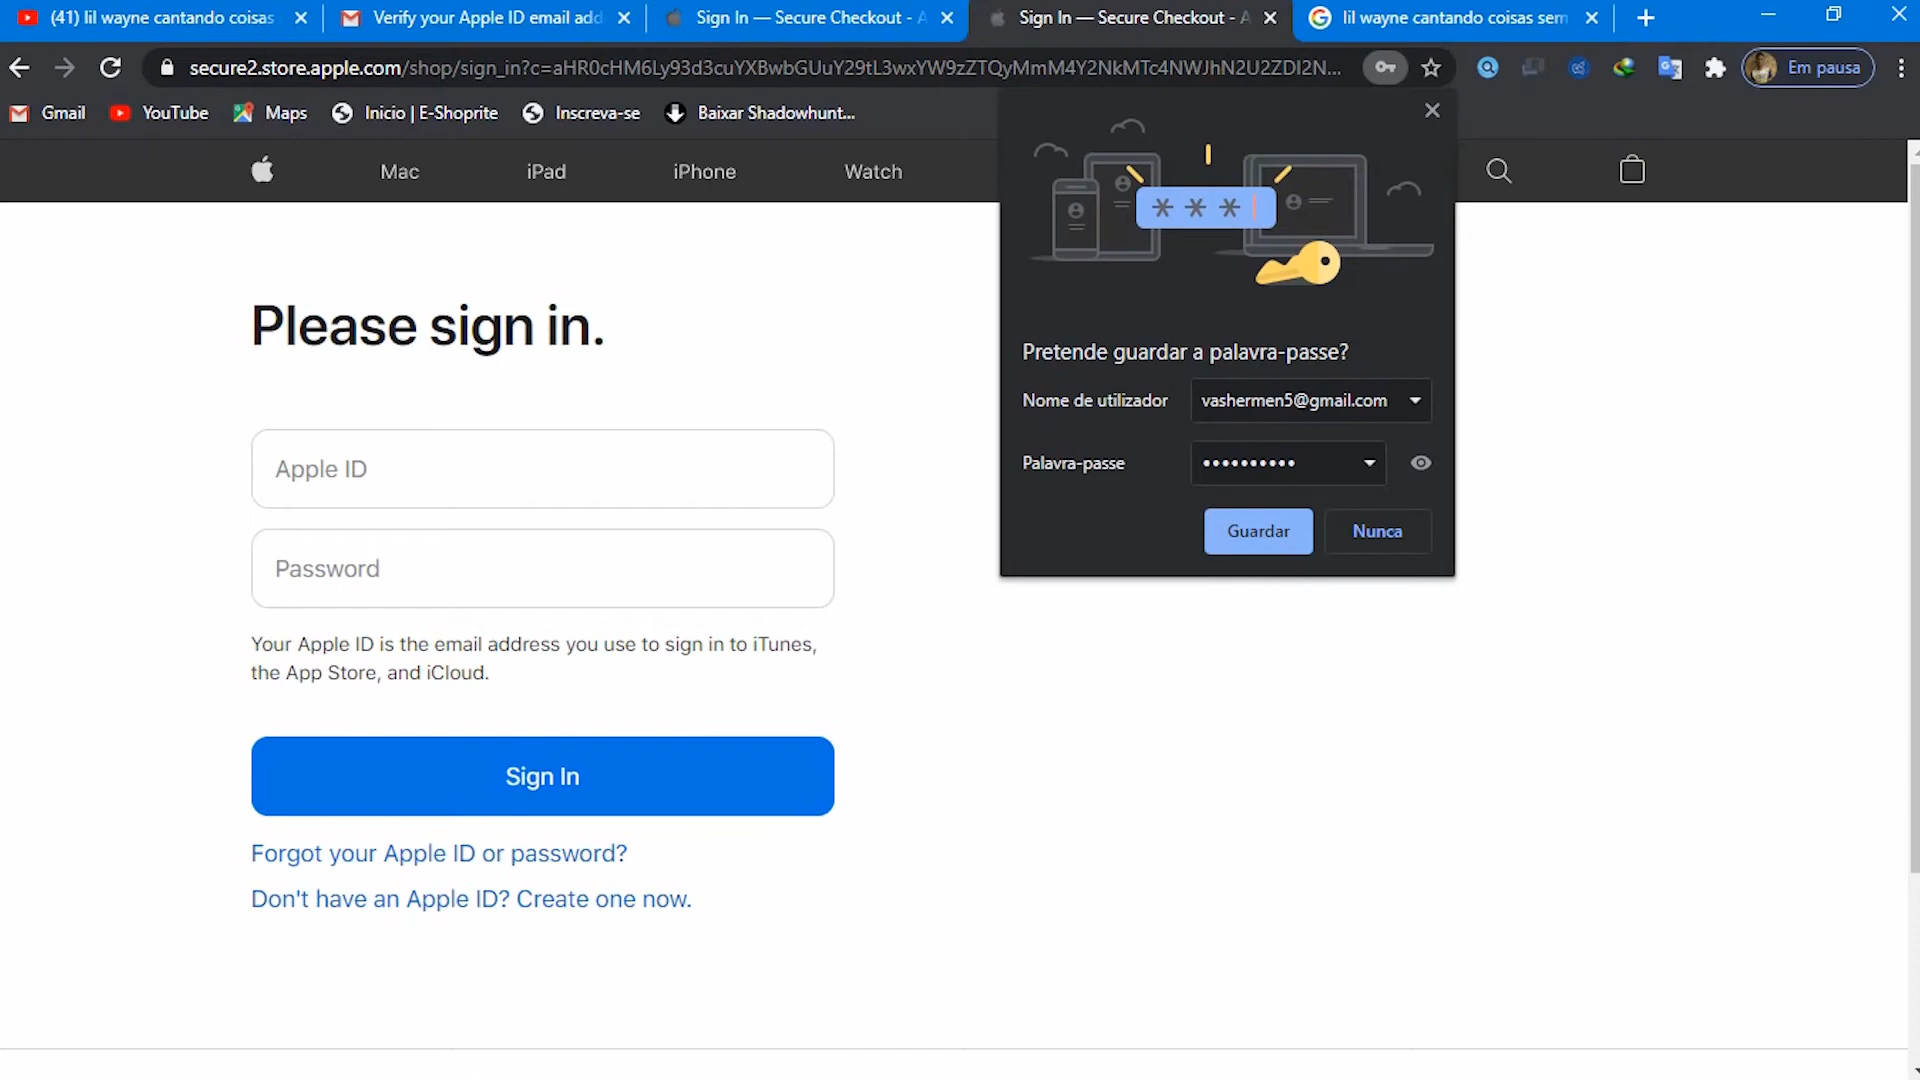 (41) lil wayne cantando coisas
Verify your Apple ID email add
Sign In — Secure Checkout - A
Sign In — Secure Checkout - A
lil wayne cantando coisas sem
secure2.store.apple.com/shop/sign_in?c=aHR0cHM6Ly93d3cuYXBwbGUuY29tL3wxYW9zZTQyMmM4Y2NkMTc4NWJhN2U2ZDI2N...
Em pausa
Gmail
YouTube
Maps
Inicio | E-Shoprite
Inscreva-se
Baixar Shadowhunt...
Mac
iPad
iPhone
Watch
Please sign in.
Apple ID
Password
Your Apple ID is the email address you use to sign in to iTunes,
the App Store, and iCloud.
Sign In
Forgot your Apple ID or password?
Don't have an Apple ID? Create one now.
Pretende guardar a palavra-passe?
Nome de utilizador
vashermen5@gmail.com
Palavra-passe
••••••••••
Guardar
Nunca